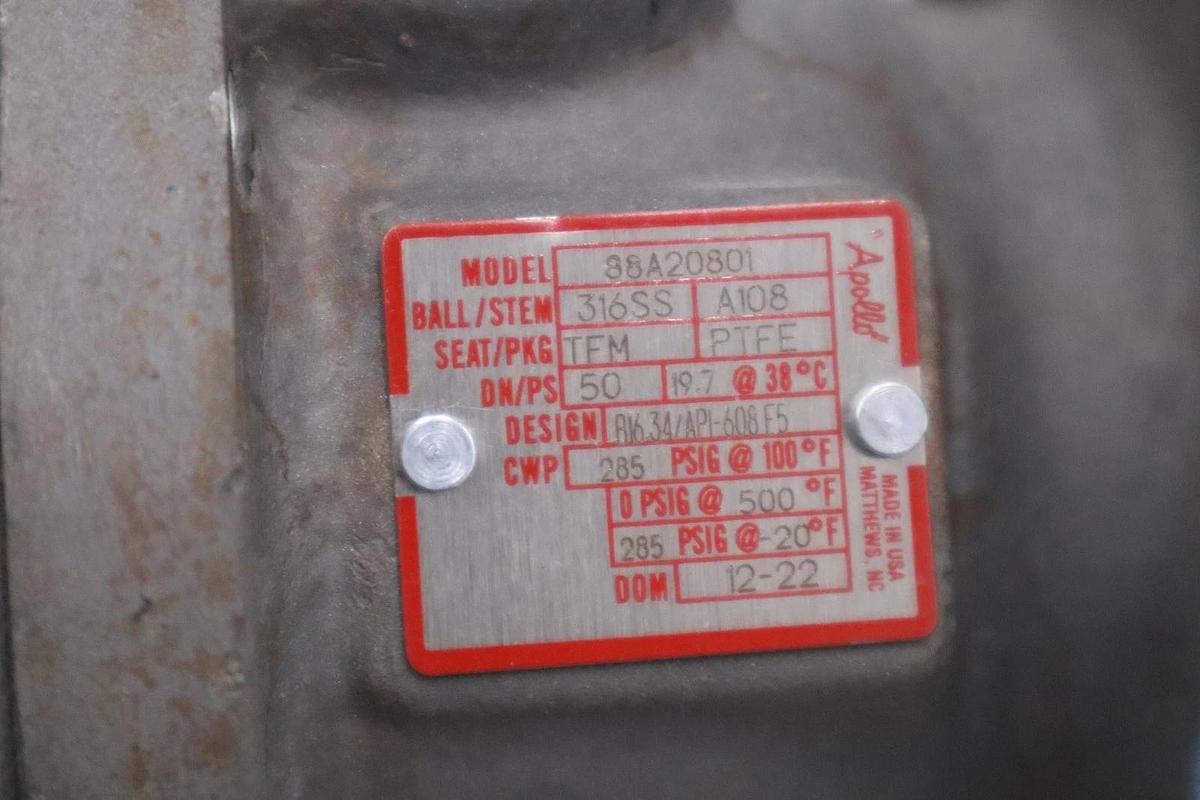 MODEL 88A20801
BALL/STEM 316SS A108
SEAT/PKG TFM PTFE
DN/PS 50 19.7 @ 38°C
DESIGN B16.34/API-608 F5
CWP 285 PSIG @ 100°F
0 PSIG @ 500°F
285 PSIG @ -20°F
DOM 12-22
"Apollo"
MADE IN USA
MATTHEWS, NC